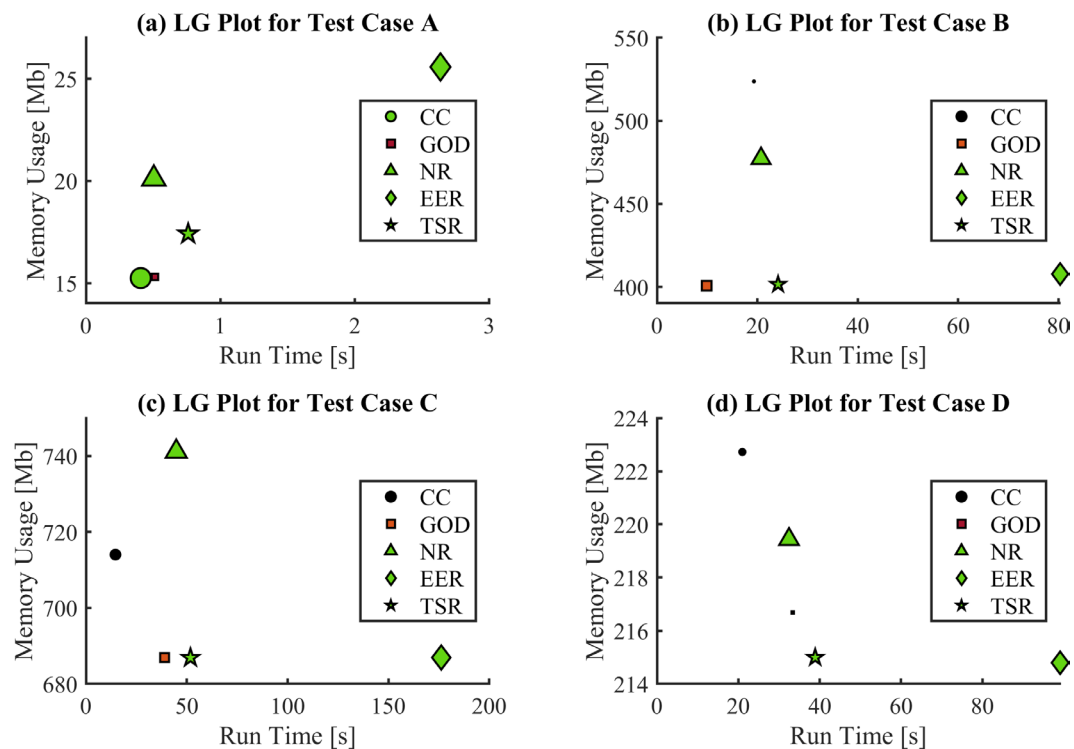 (a) LG Plot for Test Case A
Memory Usage [Mb]
25
20
15
0 1 2 3
Run Time [s]
CC
GOD
NR
EER
TSR
(b) LG Plot for Test Case B
Memory Usage [Mb]
550
500
450
400
0 20 40 60 80
Run Time [s]
CC
GOD
NR
EER
TSR
(c) LG Plot for Test Case C
Memory Usage [Mb]
740
720
700
680
0 50 100 150 200
Run Time [s]
CC
GOD
NR
EER
TSR
(d) LG Plot for Test Case D
Memory Usage [Mb]
224
222
220
218
216
214
0 20 40 60 80
Run Time [s]
CC
GOD
NR
EER
TSR